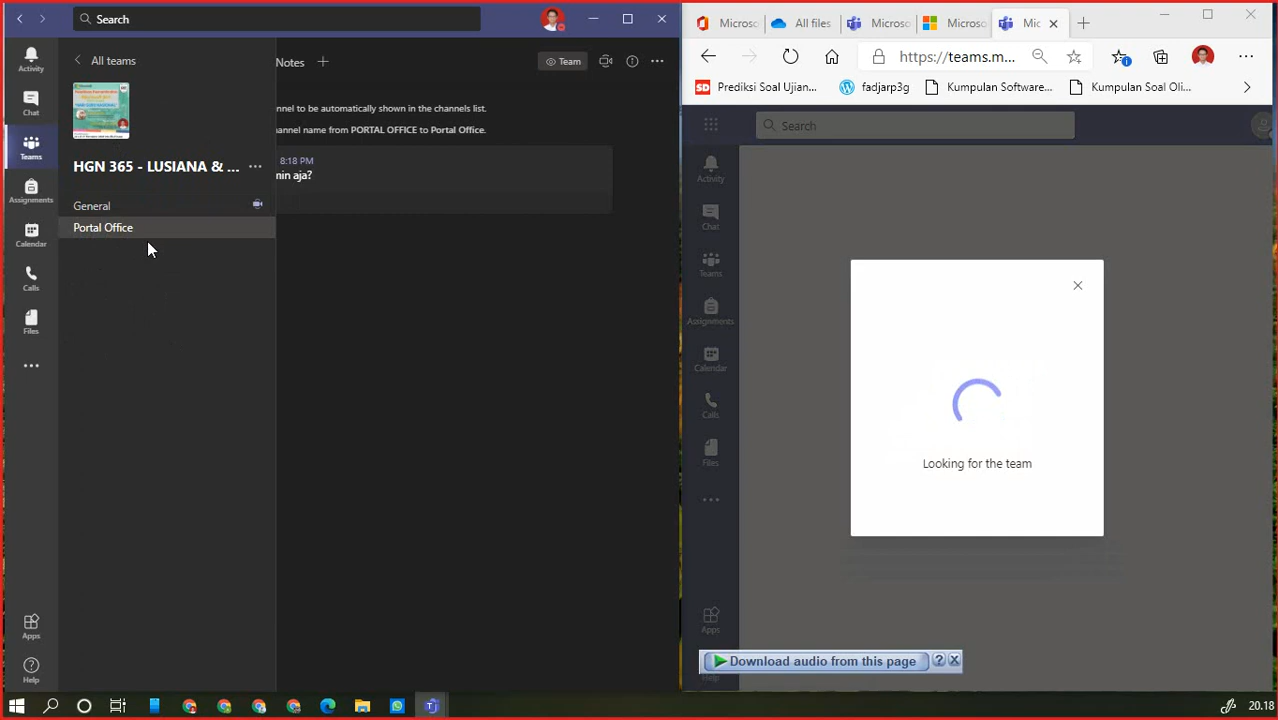 Search
Activity
Chat
Teams
Assignments
Calendar
Calls
Files
Apps
Help
All teams
HGN 365 - LUSIANA & ...
General
Portal Office
Notes
Team
nnel to be automatically shown in the channels list.
hannel name from PORTAL OFFICE to Portal Office.
8:18 PM
nin aja?
Microso
All files
Microso
Microso
Mic
https://teams.m...
Prediksi Soal Ujian...
fadjarp3g
Kumpulan Software...
Kumpulan Soal Oli...
Search
Activity
Chat
Teams
Assignments
Calendar
Calls
Files
Apps
Help
Looking for the team
Download audio from this page
20.18